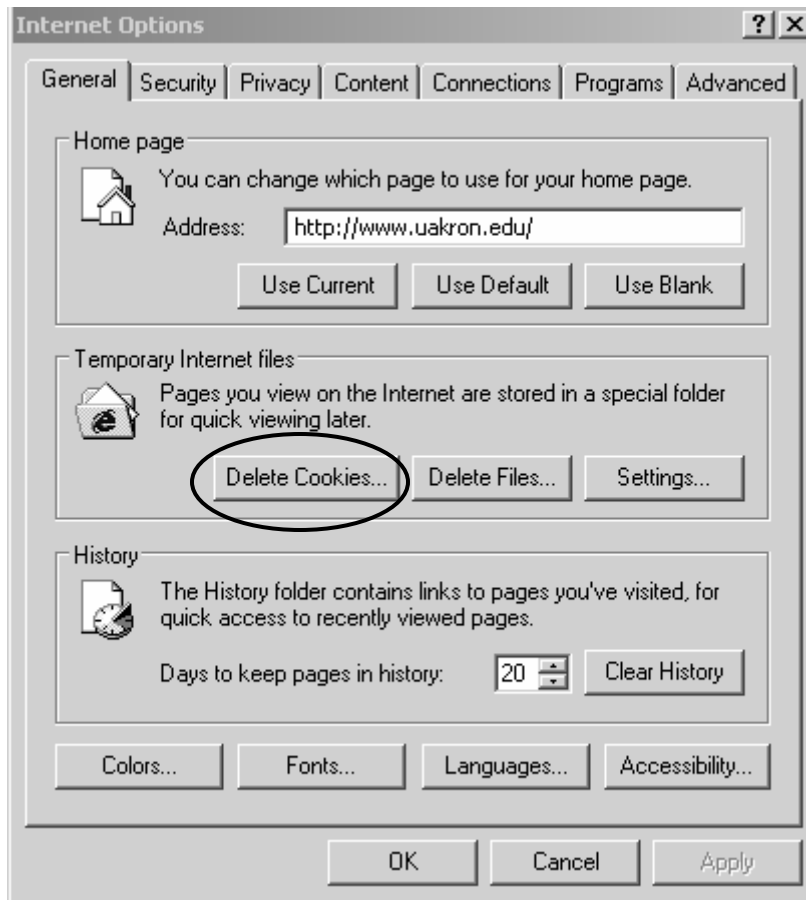 Internet Options
General Security Privacy Content Connections Programs Advanced
Home page
You can change which page to use for your home page.
Address: http://www.uakron.edu/
Use Current Use Default Use Blank
Temporary Internet files
Pages you view on the Internet are stored in a special folder
for quick viewing later.
Delete Cookies... Delete Files... Settings...
History
The History folder contains links to pages you've visited, for
quick access to recently viewed pages.
Days to keep pages in history: 20 Clear History
Colors... Fonts... Languages... Accessibility...
OK Cancel Apply